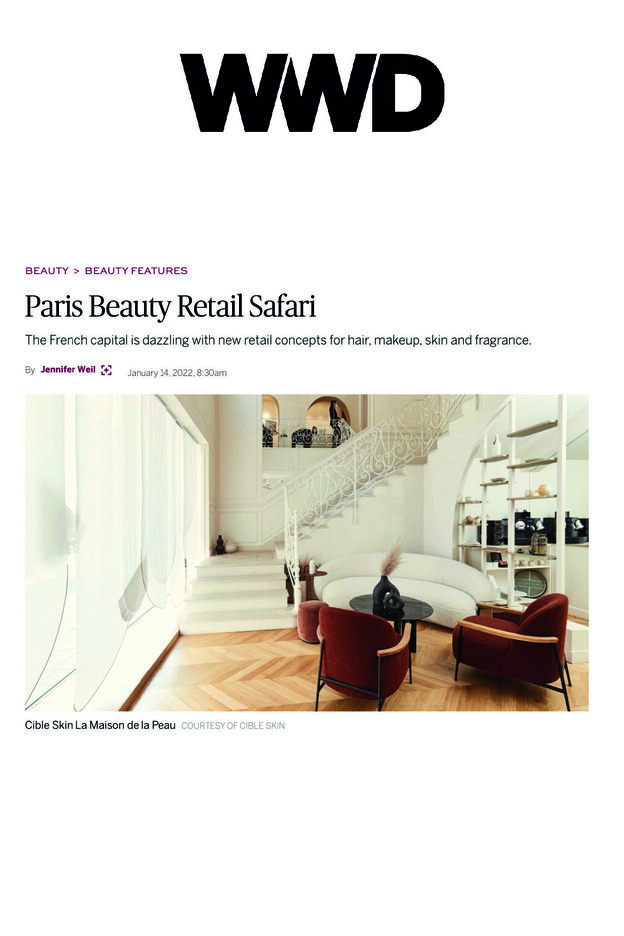 WWD
BEAUTY > BEAUTY FEATURES
Paris Beauty Retail Safari
The French capital is dazzling with new retail concepts for hair, makeup, skin and fragrance.
By Jennifer Weil January 14, 2022, 8:30am
Cible Skin La Maison de la Peau COURTESY OF CIBLE SKIN